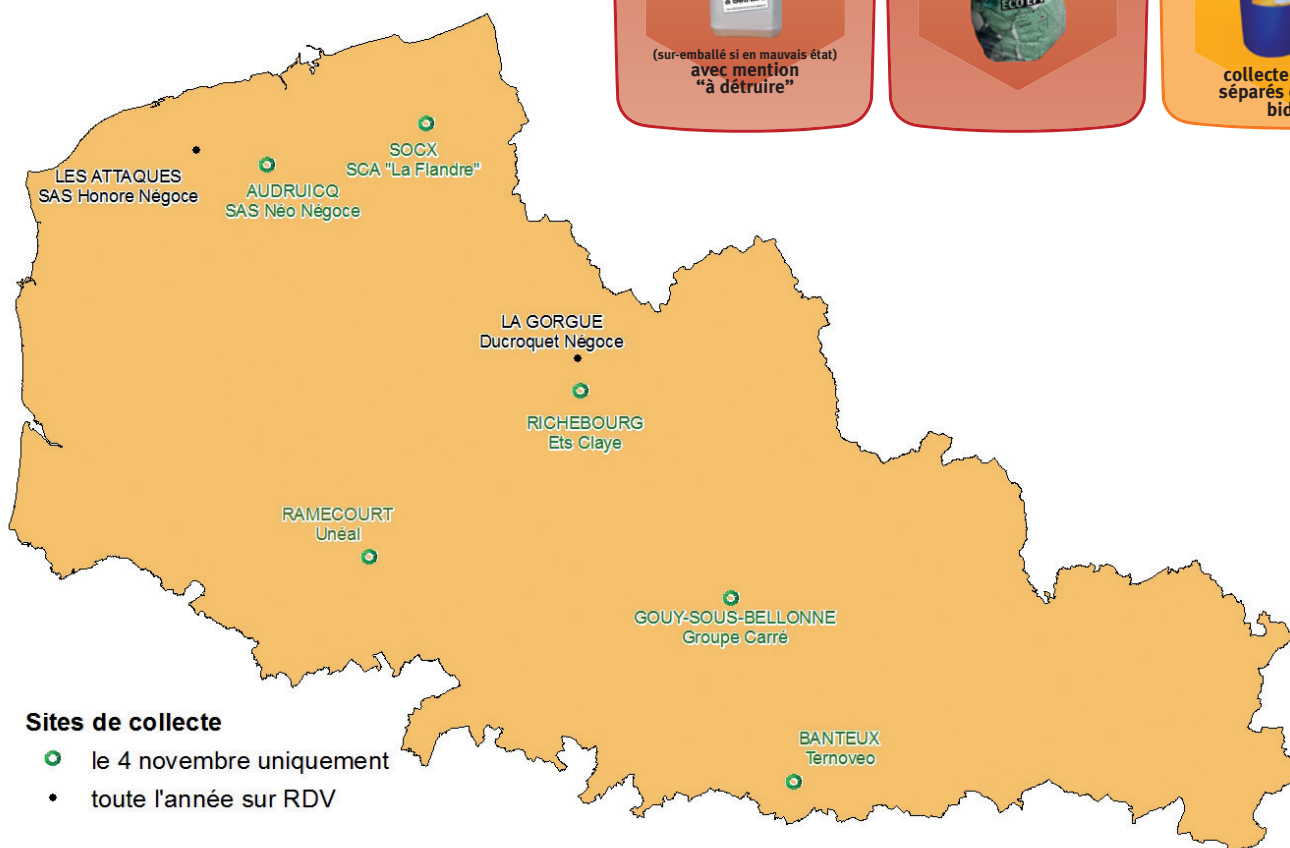 (sur-emballé si en mauvais état)
avec mention
“à détruire”
collecte
séparés
SOCX
SCA "La Flandre"
LES ATTAQUES
SAS Honore Négoce
AUDRUICQ
SAS Néo Négoce
LA GORGUE
Ducroquet Négoce
RICHEBOURG
Ets Claye
RAMECOURT
Unéal
GOUY-SOUS-BELLONNE
Groupe Carré
BANTEUX
Ternoveo
Sites de collecte
le 4 novembre uniquement
toute l'année sur RDV